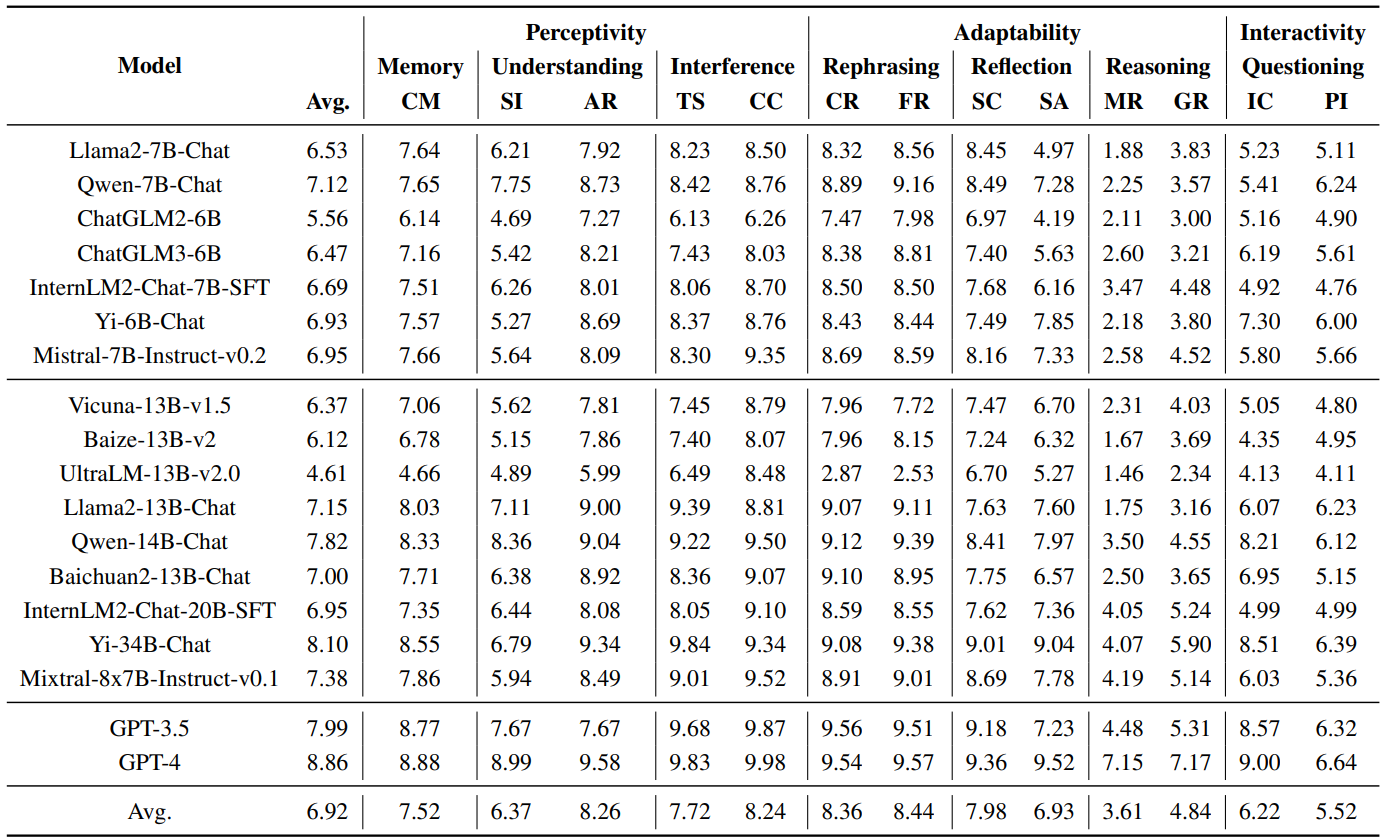 Perceptivity Adaptability Interactivity
Model Memory Understanding Interference Rephrasing Reflection Reasoning Questioning
Avg. CM SI AR TS CC CR FR SC SA MR GR IC PI
Llama2-7B-Chat 6.53 7.64 6.21 7.92 8.23 8.50 8.32 8.56 8.45 4.97 1.88 3.83 5.23 5.11
Qwen-7B-Chat 7.12 7.65 7.75 8.73 8.42 8.76 8.89 9.16 8.49 7.28 2.25 3.57 5.41 6.24
ChatGLM2-6B 5.56 6.14 4.69 7.27 6.13 6.26 7.47 7.98 6.97 4.19 2.11 3.00 5.16 4.90
ChatGLM3-6B 6.47 7.16 5.42 8.21 7.43 8.03 8.38 8.81 7.40 5.63 2.60 3.21 6.19 5.61
InternLM2-Chat-7B-SFT 6.69 7.51 6.26 8.01 8.06 8.70 8.50 8.50 7.68 6.16 3.47 4.48 4.92 4.76
Yi-6B-Chat 6.93 7.57 5.27 8.69 8.37 8.76 8.43 8.44 7.49 7.85 2.18 3.80 7.30 6.00
Mistral-7B-Instruct-v0.2 6.95 7.66 5.64 8.09 8.30 9.35 8.69 8.59 8.16 7.33 2.58 4.52 5.80 5.66
Vicuna-13B-v1.5 6.37 7.06 5.62 7.81 7.45 8.79 7.96 7.72 7.47 6.70 2.31 4.03 5.05 4.80
Baize-13B-v2 6.12 6.78 5.15 7.86 7.40 8.07 7.96 8.15 7.24 6.32 1.67 3.69 4.35 4.95
UltraLM-13B-v2.0 4.61 4.66 4.89 5.99 6.49 8.48 2.87 2.53 6.70 5.27 1.46 2.34 4.13 4.11
Llama2-13B-Chat 7.15 8.03 7.11 9.00 9.39 8.81 9.07 9.11 7.63 7.60 1.75 3.16 6.07 6.23
Qwen-14B-Chat 7.82 8.33 8.36 9.04 9.22 9.50 9.12 9.39 8.41 7.97 3.50 4.55 8.21 6.12
Baichuan2-13B-Chat 7.00 7.71 6.38 8.92 8.36 9.07 9.10 8.95 7.75 6.57 2.50 3.65 6.95 5.15
InternLM2-Chat-20B-SFT 6.95 7.35 6.44 8.08 8.05 9.10 8.59 8.55 7.62 7.36 4.05 5.24 4.99 4.99
Yi-34B-Chat 8.10 8.55 6.79 9.34 9.84 9.34 9.08 9.38 9.01 9.04 4.07 5.90 8.51 6.39
Mixtral-8x7B-Instruct-v0.1 7.38 7.86 5.94 8.49 9.01 9.52 8.91 9.01 8.69 7.78 4.19 5.14 6.03 5.36
GPT-3.5 7.99 8.77 7.67 7.67 9.68 9.87 9.56 9.51 9.18 7.23 4.48 5.31 8.57 6.32
GPT-4 8.86 8.88 8.99 9.58 9.83 9.98 9.54 9.57 9.36 9.52 7.15 7.17 9.00 6.64
Avg. 6.92 7.52 6.37 8.26 7.72 8.24 8.36 8.44 7.98 6.93 3.61 4.84 6.22 5.52